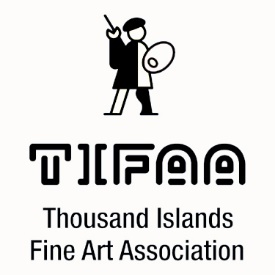 TIFAA
Thousand Islands
Fine Art Association